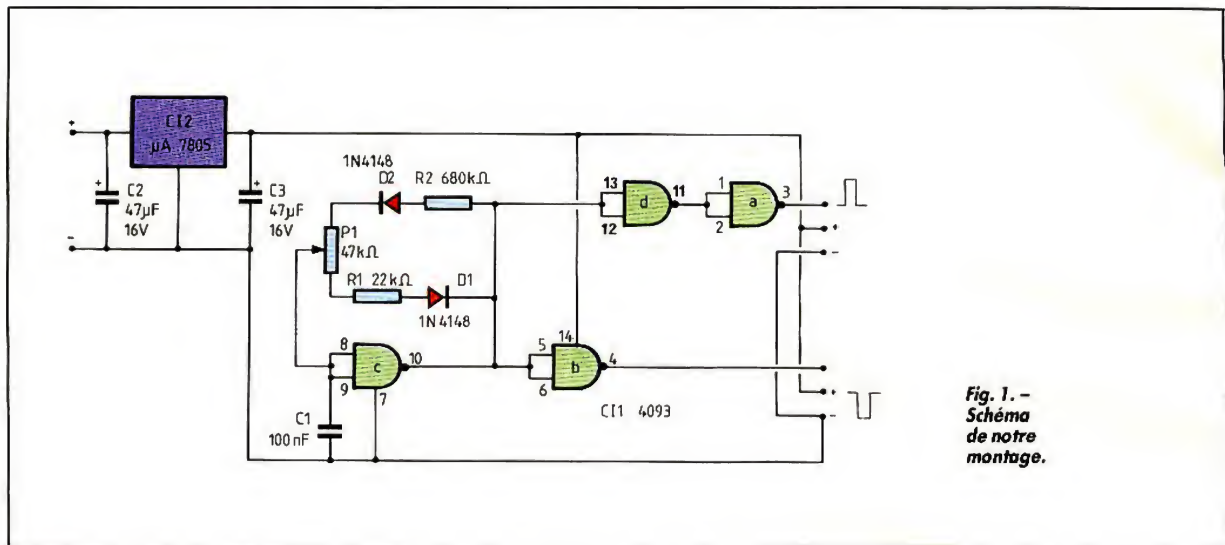 +
CI2
µA 7805
+
C2
47µF
16V
-
+
C3
47µF
16V
1N4148
D2
R2 680kΩ
P1
47kΩ
R1 22kΩ
D1
1N4148
8
9
c
10
7
C1
100nF
13
12
d
11
1
2
a
3
+
-
14
5
6
b
4
CI1 4093
+
-
Fig. 1. –
Schéma
de notre
montage.